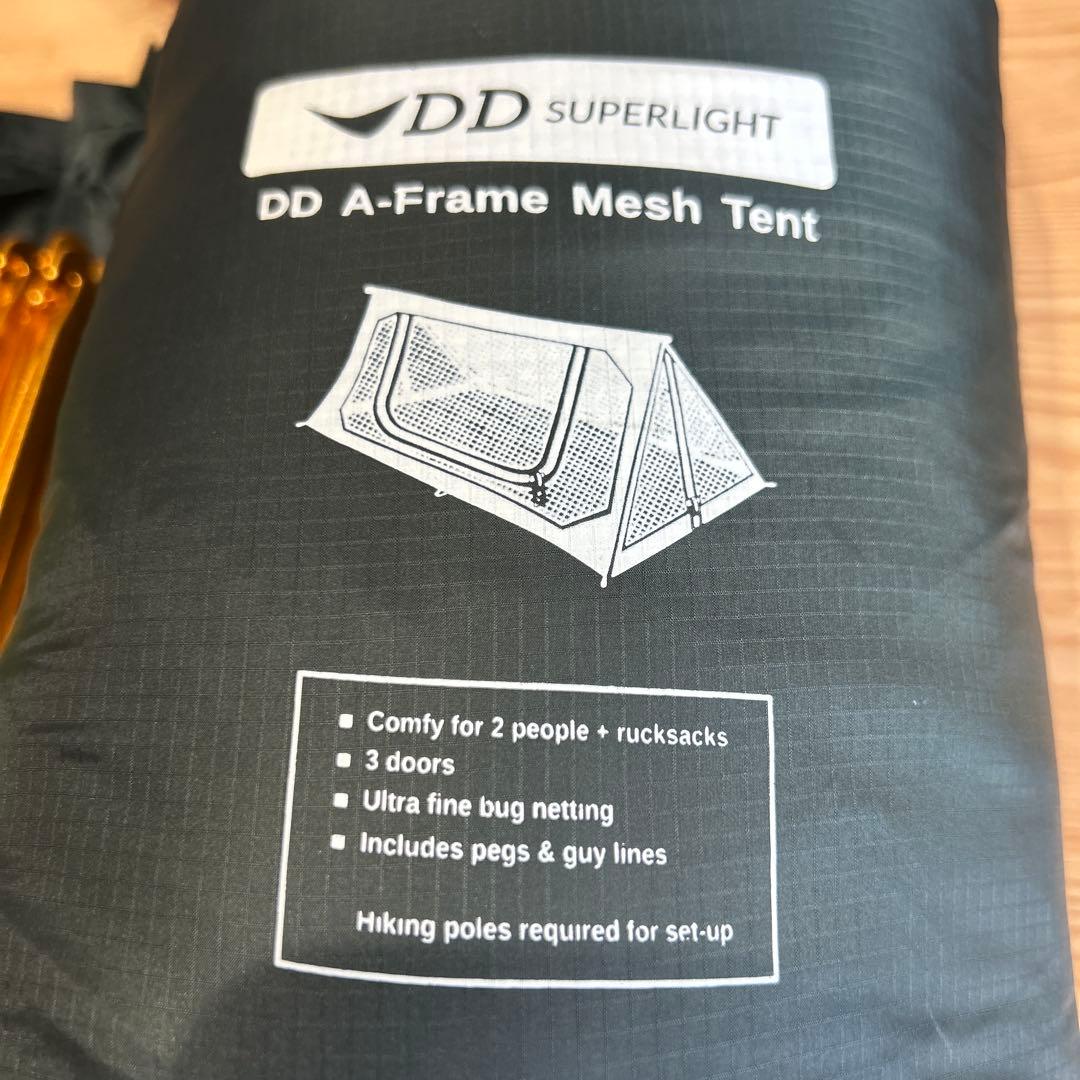 DD SUPERLIGHT
DD A-Frame Mesh Tent
Comfy for 2 people + rucksacks
3 doors
Ultra fine bug netting
Includes pegs & guy lines
Hiking poles required for set-up